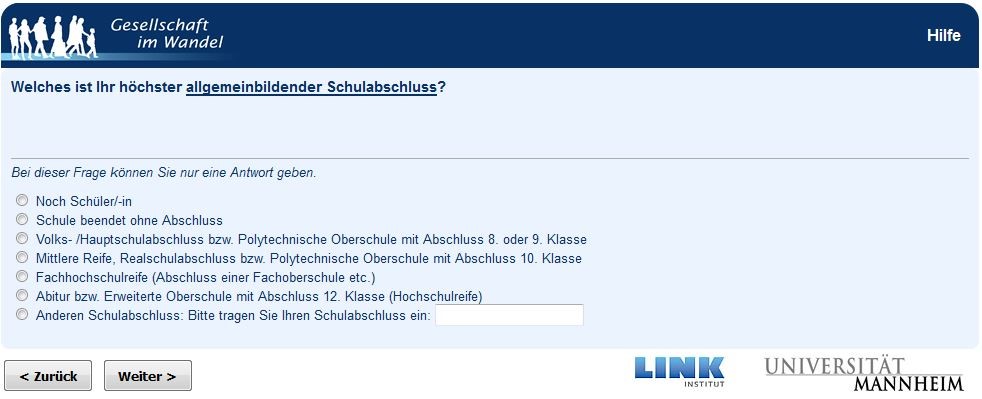 Gesellschaft
im Wandel
Hilfe
Welches ist Ihr höchster allgemeinbildender Schulabschluss?
Bei dieser Frage können Sie nur eine Antwort geben.
Noch Schüler/-in
Schule beendet ohne Abschluss
Volks- /Hauptschulabschluss bzw. Polytechnische Oberschule mit Abschluss 8. oder 9. Klasse
Mittlere Reife, Realschulabschluss bzw. Polytechnische Oberschule mit Abschluss 10. Klasse
Fachhochschulreife (Abschluss einer Fachoberschule etc.)
Abitur bzw. Erweiterte Oberschule mit Abschluss 12. Klasse (Hochschulreife)
Anderen Schulabschluss: Bitte tragen Sie Ihren Schulabschluss ein:
< Zurück
Weiter >
LINK
INSTITUT
UNIVERSITÄT
MANNHEIM